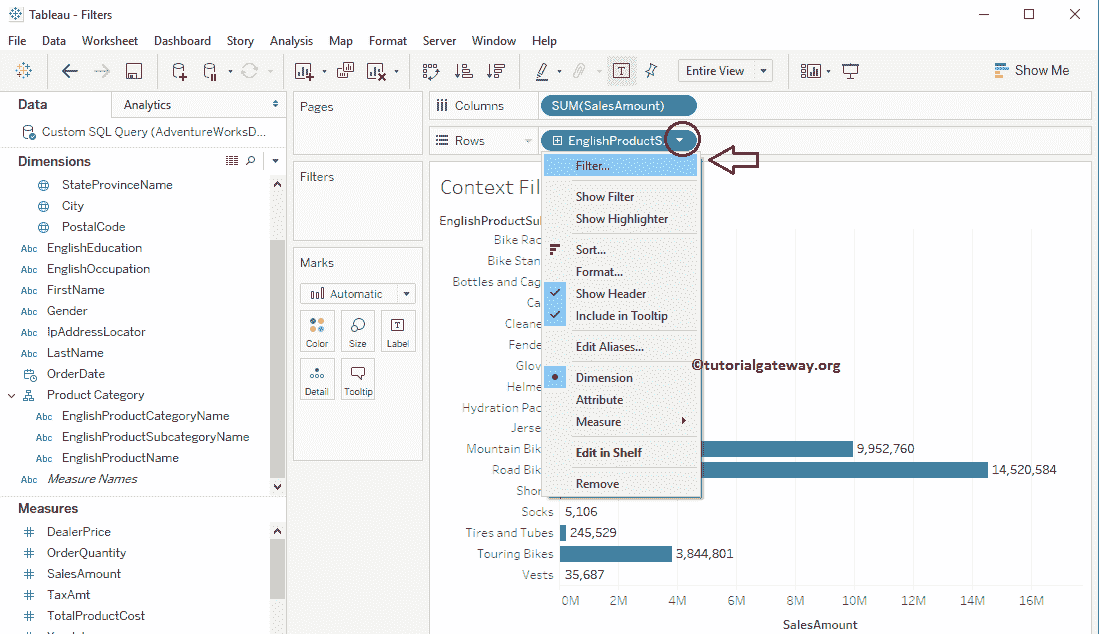 Tableau - Filters
File Data Worksheet Dashboard Story Analysis Map Format Server Window Help
Entire View
Show Me
Data
Analytics
Custom SQL Query (AdventureWorksD...
Dimensions
StateProvinceName
City
PostalCode
Abc EnglishEducation
Abc EnglishOccupation
Abc FirstName
Abc Gender
Abc IpAddressLocator
Abc LastName
OrderDate
Product Category
Abc EnglishProductCategoryName
Abc EnglishProductSubcategoryName
Abc EnglishProductName
Abc Measure Names
Measures
# DealerPrice
# OrderQuantity
# SalesAmount
# TaxAmt
# TotalProductCost
Pages
Filters
Marks
Automatic
Color
Size
T
Label
Detail
Tooltip
Columns
SUM(SalesAmount)
Rows
EnglishProductS..
Context Fil
EnglishProductSul
Bike Rac
Bike Stan
Bottles and Cag
Ca
Cleane
Fende
Glov
Helme
Hydration Pac
Jerse
Mountain Bik
9,952,760
Road Bik
14,520,584
Shor
Socks 5,106
Tires and Tubes 245,529
Touring Bikes 3,844,801
Vests 35,687
0M 2M 4M 6M 8M 10M 12M 14M 16M
SalesAmount
Filter...
Show Filter
Show Highlighter
Sort...
Format...
Show Header
Include in Tooltip
Edit Aliases...
Dimension
Attribute
Measure
Edit in Shelf
Remove
©tutorialgateway.org